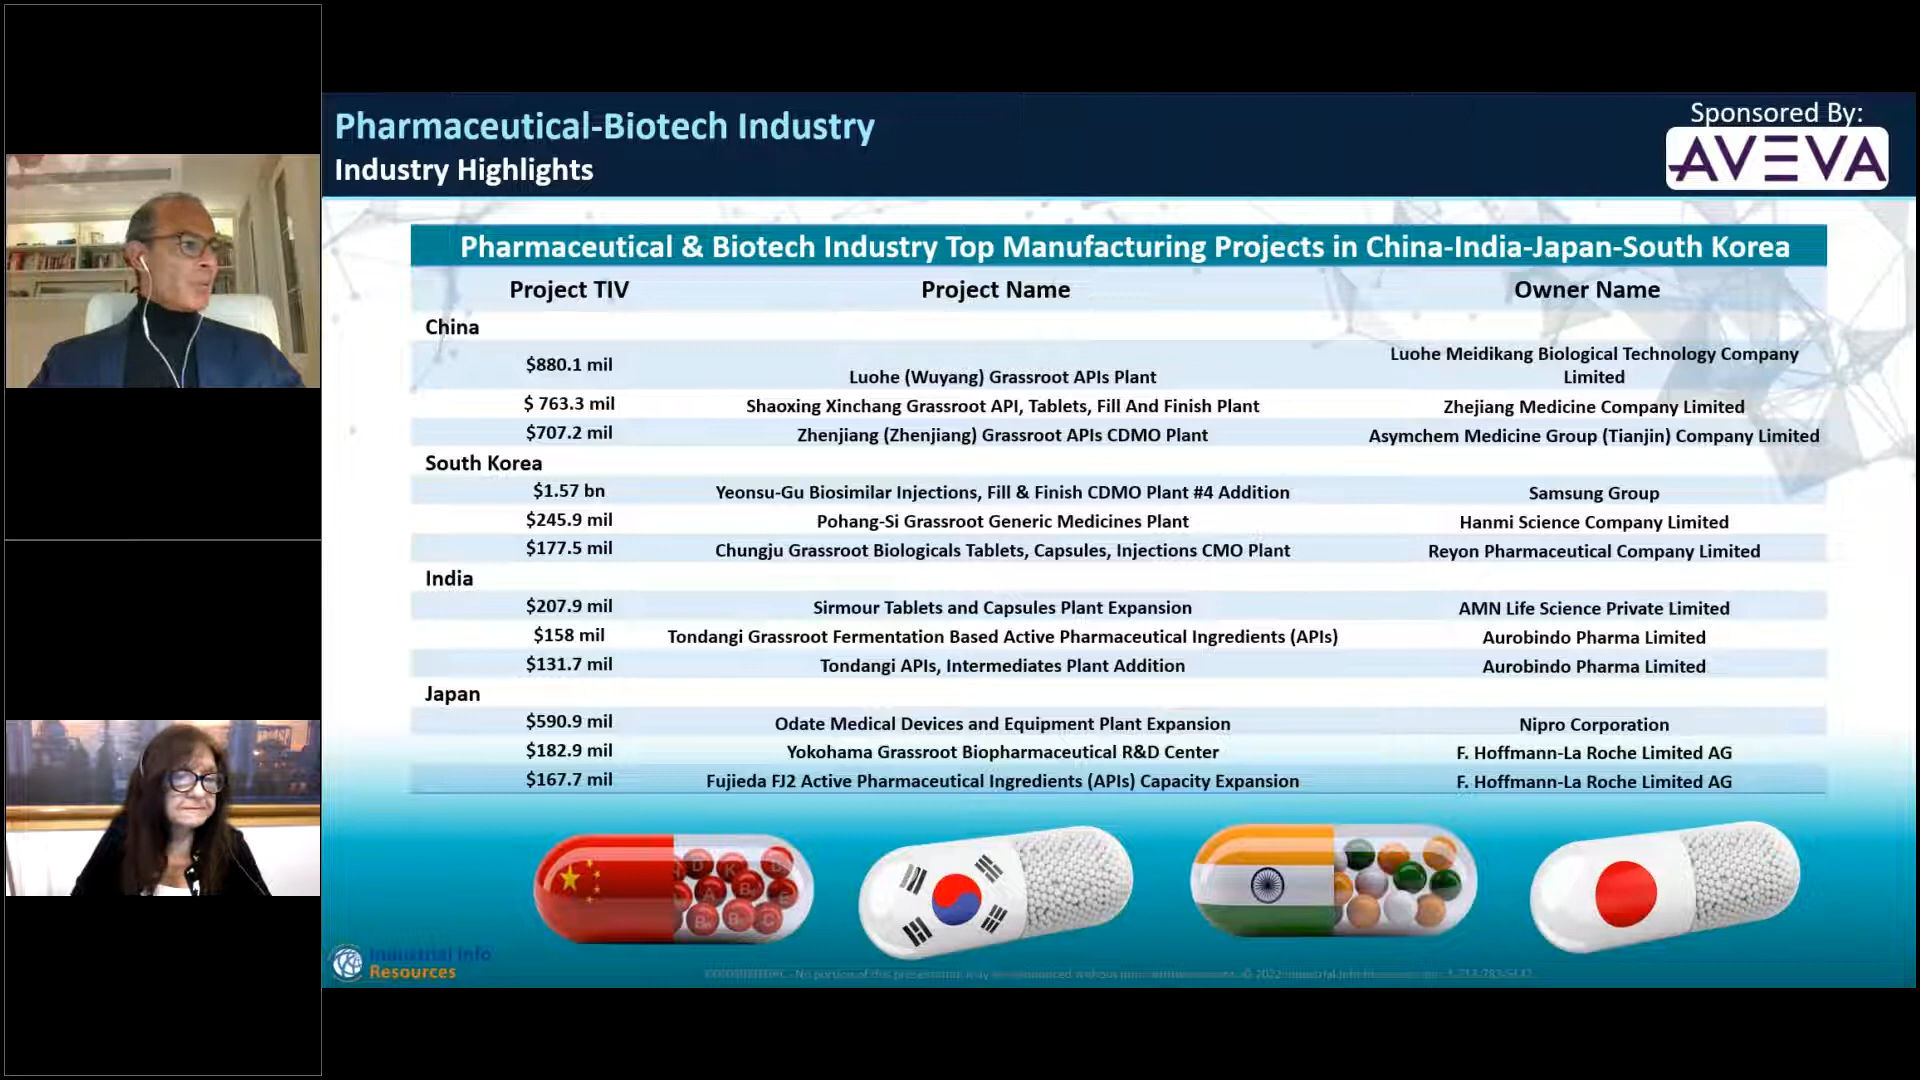 Pharmaceutical-Biotech Industry
Industry Highlights
Sponsored By:
AVEVA
Pharmaceutical & Biotech Industry Top Manufacturing Projects in China-India-Japan-South Korea
Project TIV Project Name Owner Name
China
$880.1 mil Luohe (Wuyang) Grassroot APIs Plant Luohe Meidikang Biological Technology Company
Limited
$ 763.3 mil Shaoxing Xinchang Grassroot API, Tablets, Fill And Finish Plant Zhejiang Medicine Company Limited
$707.2 mil Zhenjiang (Zhenjiang) Grassroot APIs CDMO Plant Asymchem Medicine Group (Tianjin) Company Limited
South Korea
$1.57 bn Yeonsu-Gu Biosimilar Injections, Fill & Finish CDMO Plant #4 Addition Samsung Group
$245.9 mil Pohang-Si Grassroot Generic Medicines Plant Hanmi Science Company Limited
$177.5 mil Chungju Grassroot Biologicals Tablets, Capsules, Injections CMO Plant Reyon Pharmaceutical Company Limited
India
$207.9 mil Sirmour Tablets and Capsules Plant Expansion AMN Life Science Private Limited
$158 mil Tondangi Grassroot Fermentation Based Active Pharmaceutical Ingredients (APIs) Aurobindo Pharma Limited
$131.7 mil Tondangi APIs, Intermediates Plant Addition Aurobindo Pharma Limited
Japan
$590.9 mil Odate Medical Devices and Equipment Plant Expansion Nipro Corporation
$182.9 mil Yokohama Grassroot Biopharmaceutical R&D Center F. Hoffmann-La Roche Limited AG
$167.7 mil Fujieda FJ2 Active Pharmaceutical Ingredients (APIs) Capacity Expansion F. Hoffmann-La Roche Limited AG
Industrial Info
Resources